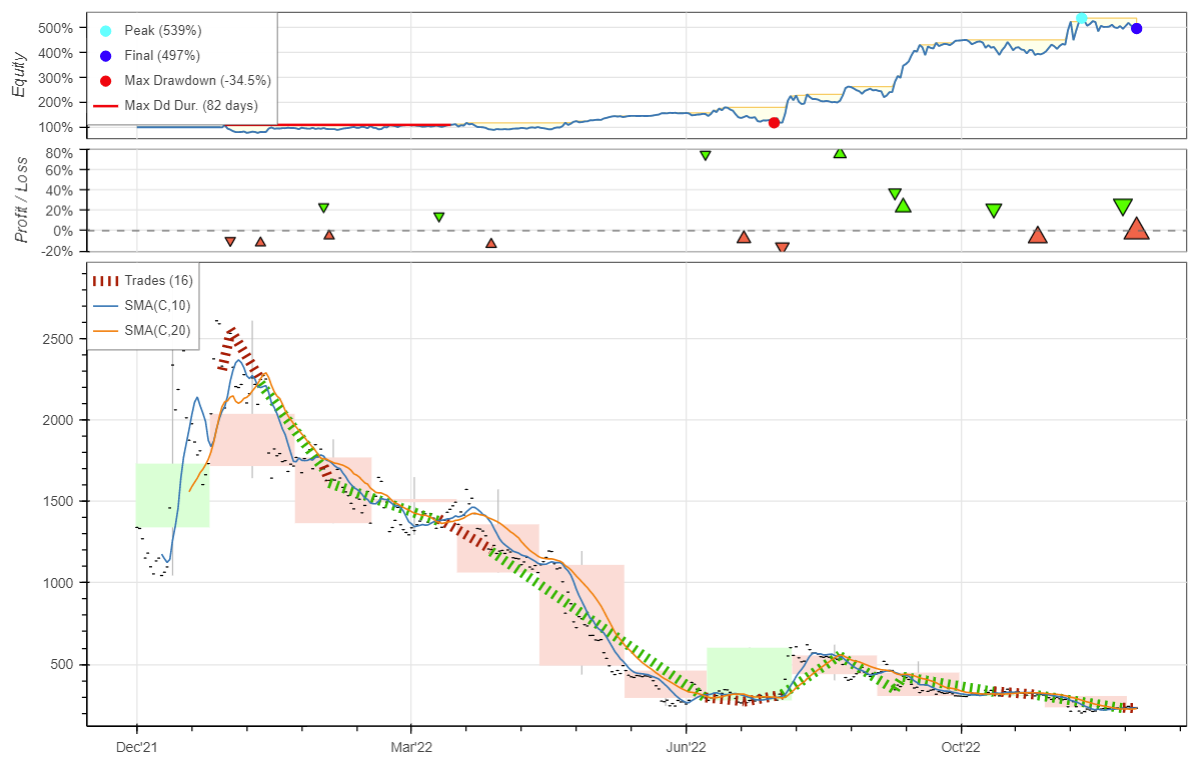 Peak (539%)
Final (497%)
Max Drawdown (-34.5%)
Max Dd Dur. (82 days)
Equity
500%
400%
300%
200%
100%
Profit / Loss
80%
60%
40%
20%
0%
-20%
Trades (16)
SMA(C,10)
SMA(C,20)
2500
2000
1500
1000
500
Dec'21
Mar'22
Jun'22
Oct'22